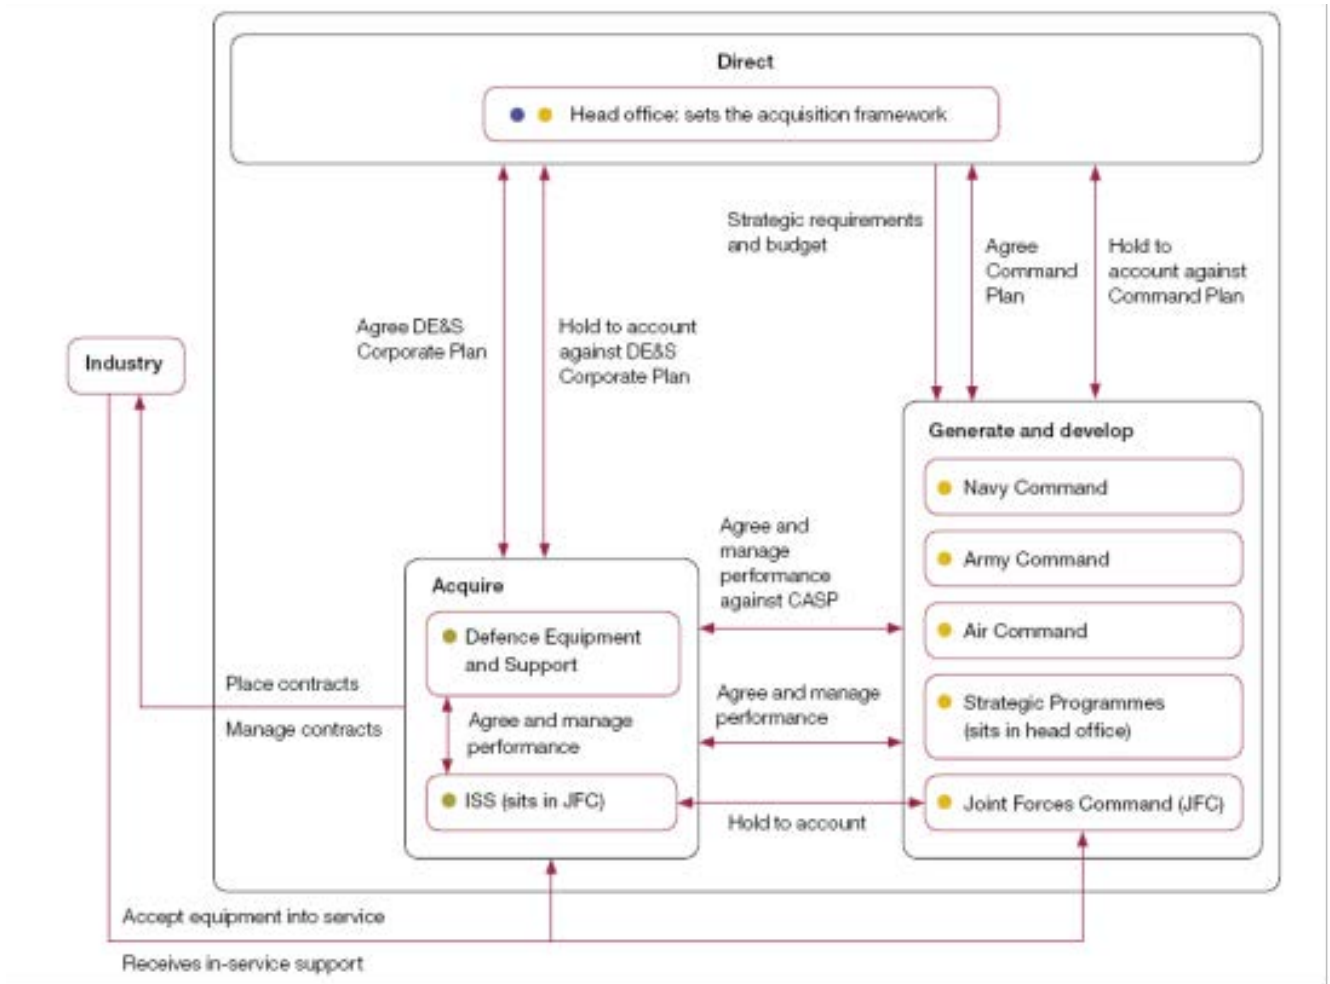 Direct
Head office: sets the acquisition framework
Strategic requirements
and budget
Agree
Command
Plan
Hold to
account against
Command Plan
Agree DE&S
Corporate Plan
Hold to account
against DE&S
Corporate Plan
Industry
Generate and develop
Navy Command
Army Command
Air Command
Strategic Programmes
(sits in head office)
Joint Forces Command (JFC)
Agree and
manage
performance
against CASP
Acquire
Defence Equipment
and Support
Agree and manage
performance
ISS (sits in JFC)
Agree and manage
performance
Hold to account
Place contracts
Manage contracts
Accept equipment into service
Receives in-service support